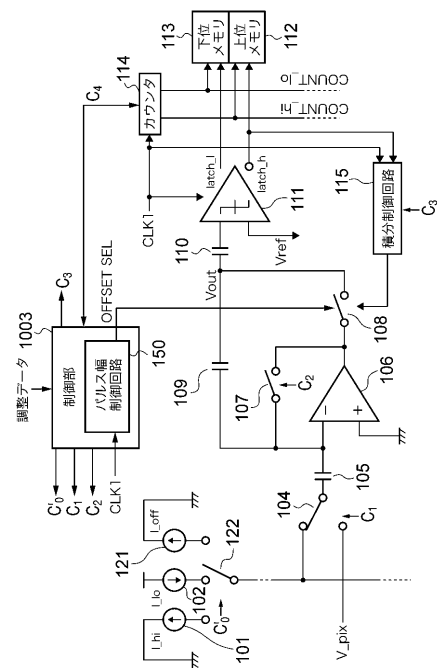 調整データ
1003
制御部
150
パルス幅
制御回路
C'0
C1
C2
CLK1
C3
OFFSET SEL
C4
113
112
下位
メモリ
上位
メモリ
114
カウンタ
COUNT_lo
COUNT_hi
CLK1
latch_l
latch_h
111
110
Vout
Vref
115
積分制御回路
C3
109
108
107
C2
106
105
104
C1
121
I_off
122
I_lo
102
I_hi
101
C'0
V_pix
−
+